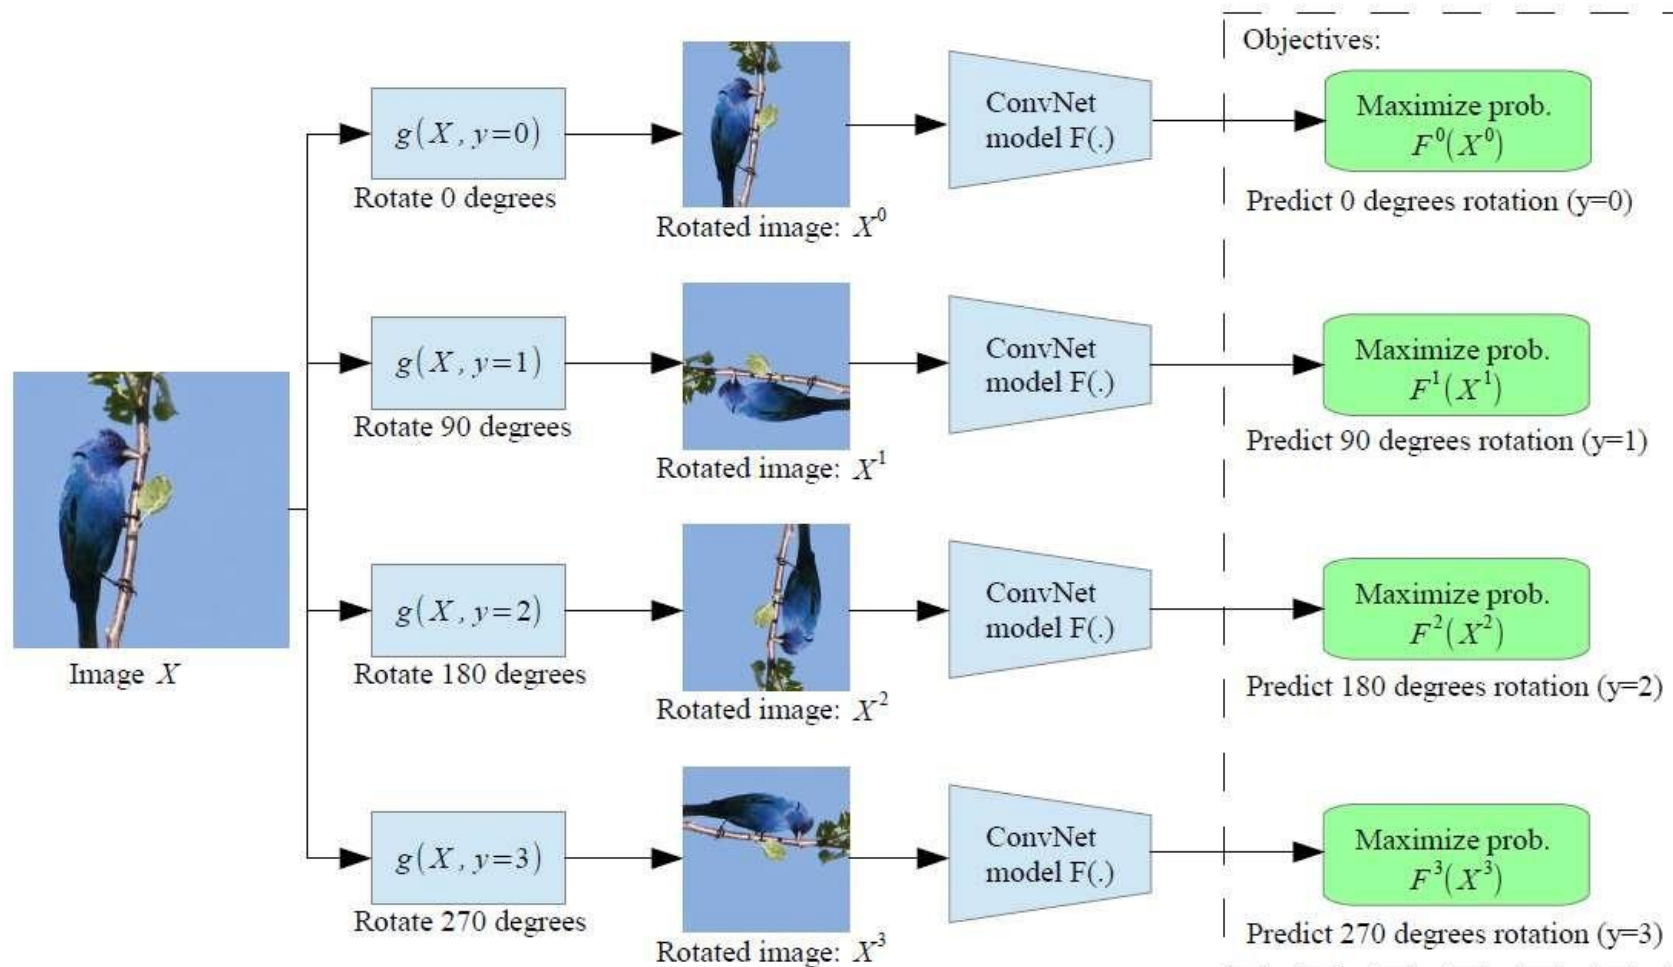 Objectives:
g(X, y=0)
Rotate 0 degrees
Rotated image: X⁰
ConvNet
model F(.)
Maximize prob.
F⁰(X⁰)
Predict 0 degrees rotation (y=0)
g(X, y=1)
Rotate 90 degrees
Rotated image: X¹
ConvNet
model F(.)
Maximize prob.
F¹(X¹)
Predict 90 degrees rotation (y=1)
Image X
g(X, y=2)
Rotate 180 degrees
Rotated image: X²
ConvNet
model F(.)
Maximize prob.
F²(X²)
Predict 180 degrees rotation (y=2)
g(X, y=3)
Rotate 270 degrees
Rotated image: X³
ConvNet
model F(.)
Maximize prob.
F³(X³)
Predict 270 degrees rotation (y=3)